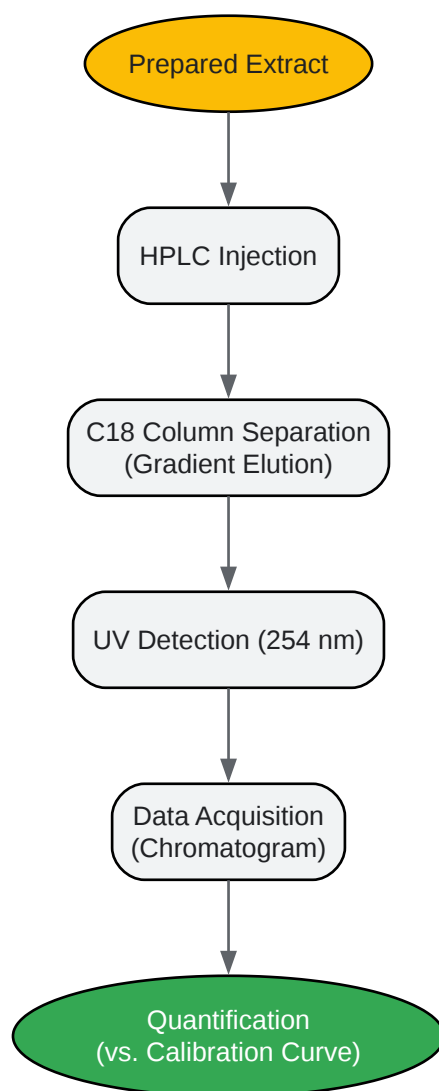 Prepared Extract
HPLC Injection
C18 Column Separation
(Gradient Elution)
UV Detection (254 nm)
Data Acquisition
(Chromatogram)
Quantification
(vs. Calibration Curve)